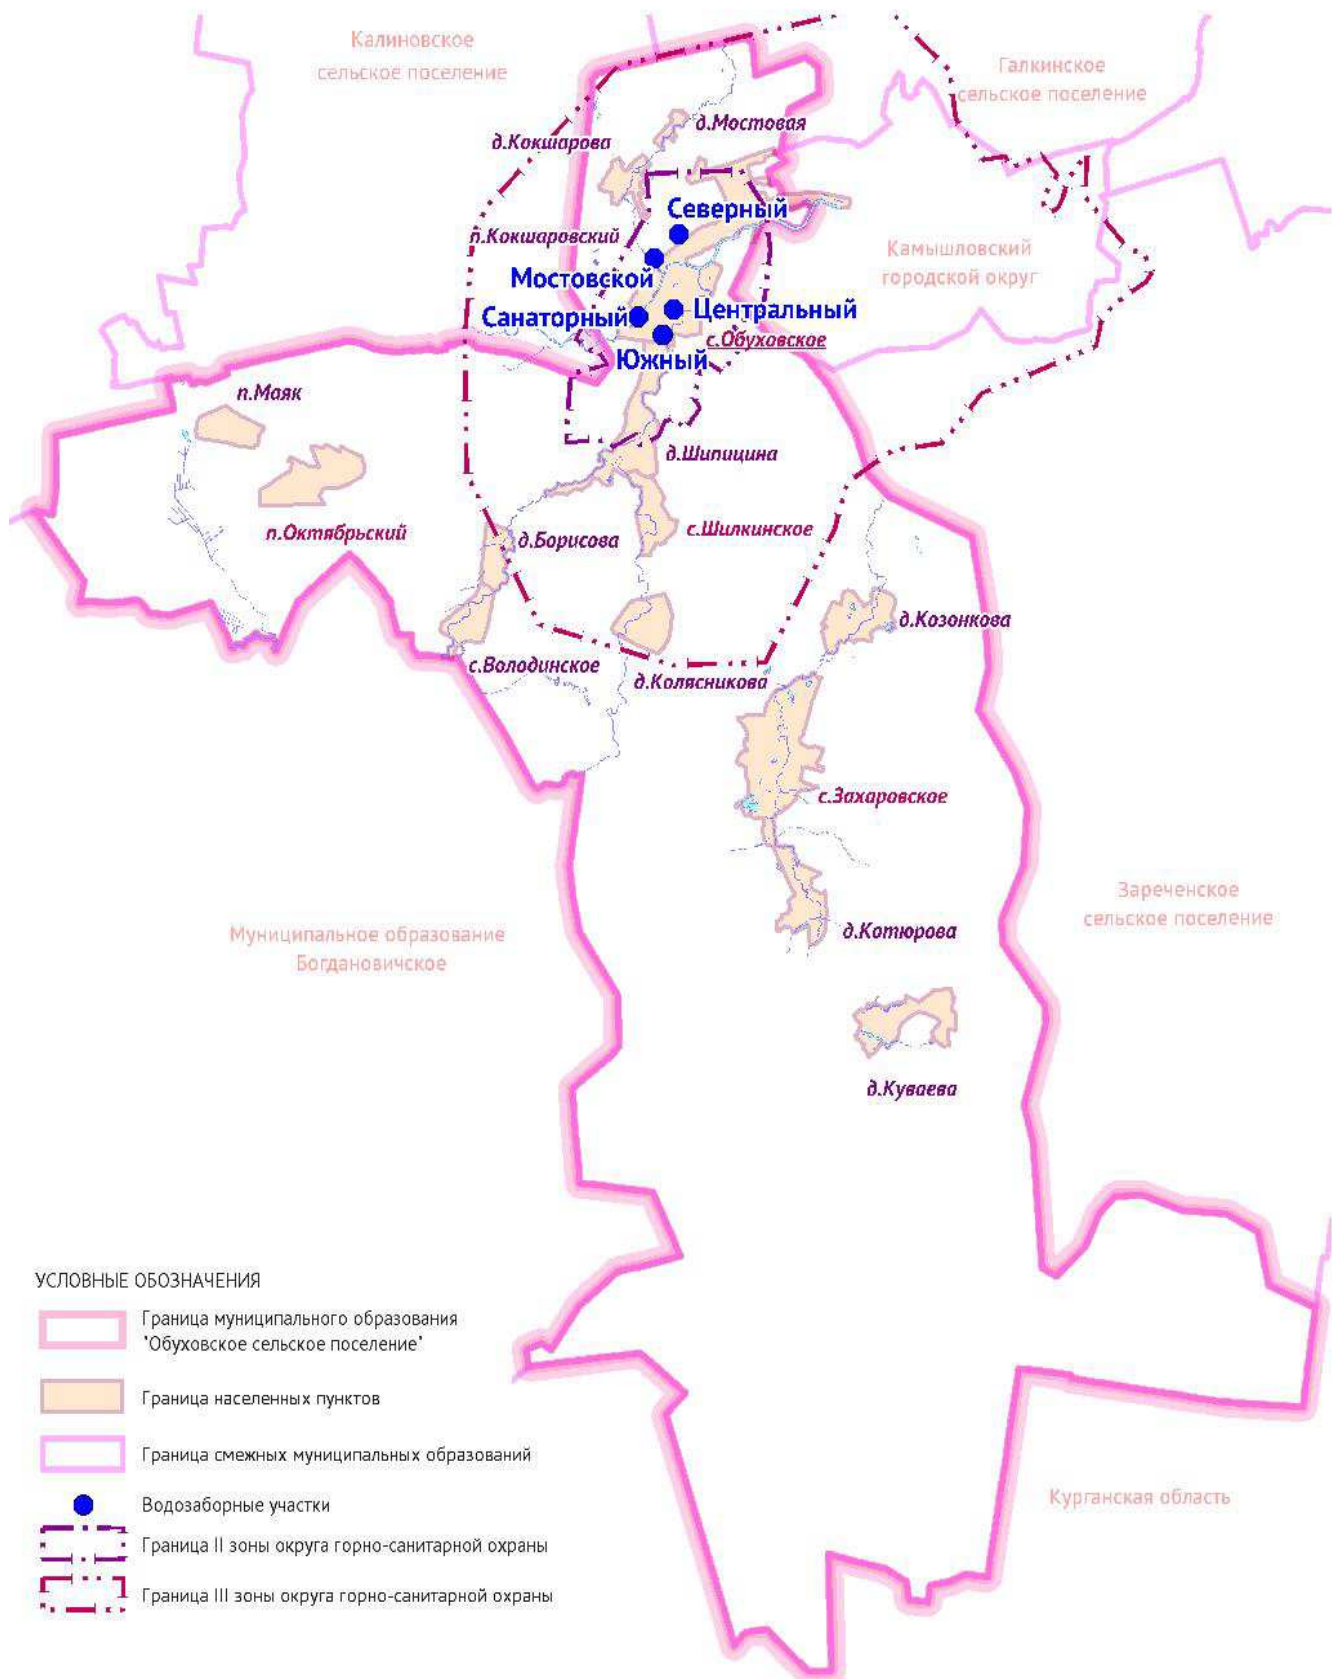 Калиновское
сельское поселение
Галкинское
сельское поселение
д.Мостовая
д.Кокшарова
Северный
п.Кокшаровский
Камышловский
городской округ
Мостовской
Санаторный
Центральный
с.Обуховское
Южный
п.Маяк
д.Шипицина
п.Октябрьский
с.Шилкинское
д.Борисова
д.Козонкова
с.Володинское
д.Колясникова
с.Захаровское
Зареченское
сельское поселение
Муниципальное образование
Богдановичское
д.Котюрова
д.Куваева
УСЛОВНЫЕ ОБОЗНАЧЕНИЯ
Граница муниципального образования
"Обуховское сельское поселение"
Граница населенных пунктов
Граница смежных муниципальных образований
Водозаборные участки
Граница II зоны округа горно-санитарной охраны
Граница III зоны округа горно-санитарной охраны
Курганская область